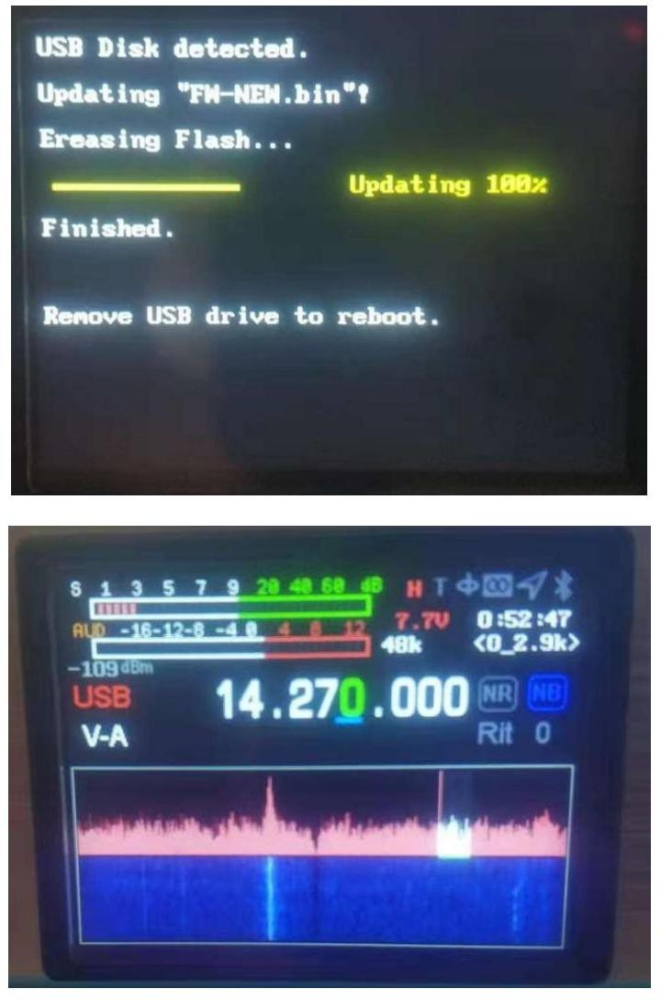 USB Disk detected.
Updating "FW-NEW.bin"!
Ereasing Flash...
Updating 100%
Finished.
Remove USB drive to reboot.
S 1 3 5 7 9 20 40 60 dB H T
7.7V 0:52:47
AUD -16-12-8 -4 0 4 8 12 48k <0_2.9k>
-109dBm
USB 14.270.000 NR NB
V-A Rit 0